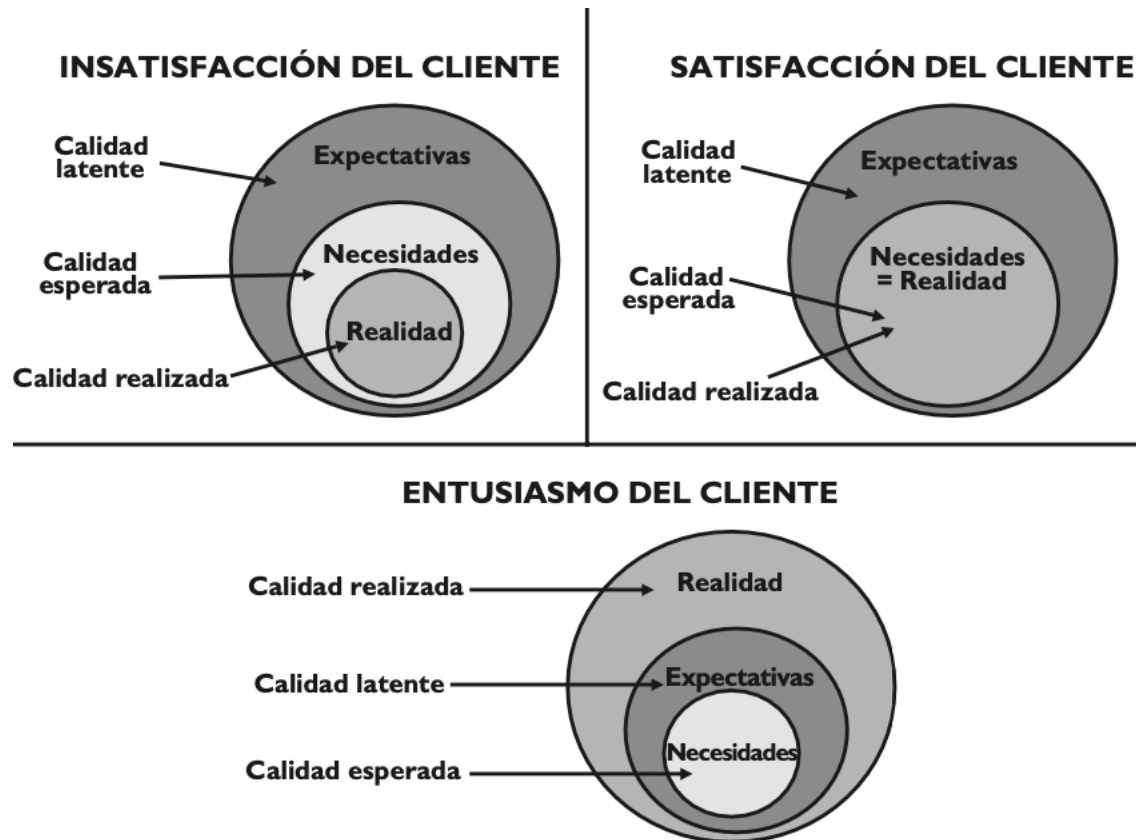 INSATISFACCIÓN DEL CLIENTE
Calidad
latente
Expectativas
Calidad
esperada
Necesidades
Realidad
Calidad realizada
SATISFACCIÓN DEL CLIENTE
Calidad
latente
Expectativas
Calidad
esperada
Necesidades
= Realidad
Calidad realizada
ENTUSIASMO DEL CLIENTE
Calidad realizada
Realidad
Calidad latente
Expectativas
Necesidades
Calidad esperada